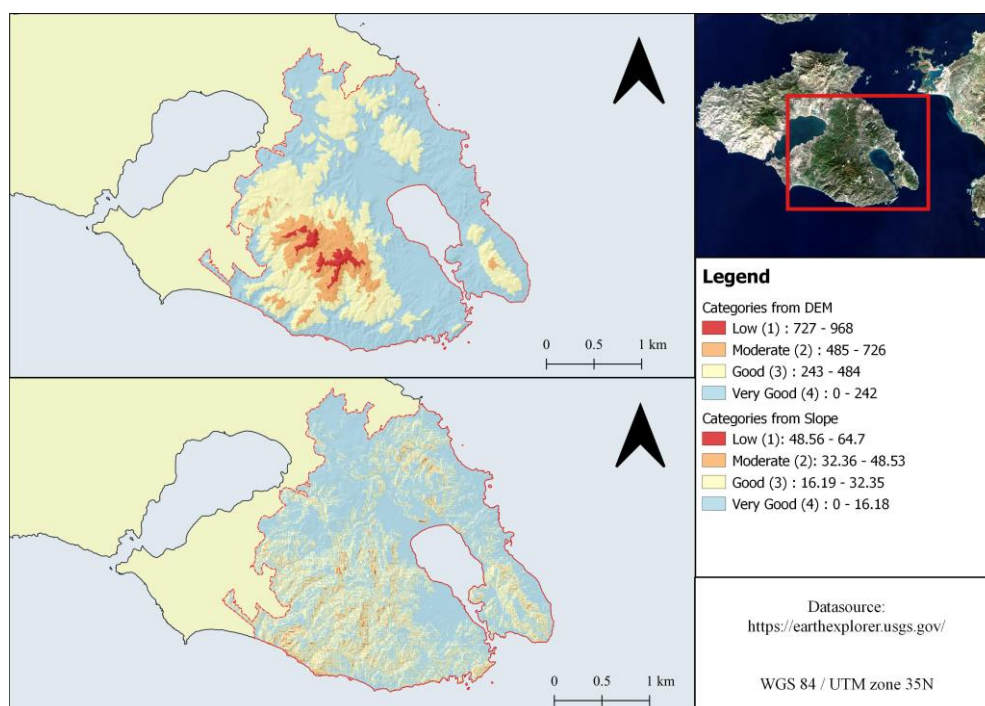 0 0.5 1 km
0 0.5 1 km
Legend
Categories from DEM
Low (1) : 727 - 968
Moderate (2) : 485 - 726
Good (3) : 243 - 484
Very Good (4) : 0 - 242
Categories from Slope
Low (1): 48.56 - 64.7
Moderate (2): 32.36 - 48.53
Good (3) : 16.19 - 32.35
Very Good (4) : 0 - 16.18
Datasource:
https://earthexplorer.usgs.gov/
WGS 84 / UTM zone 35N